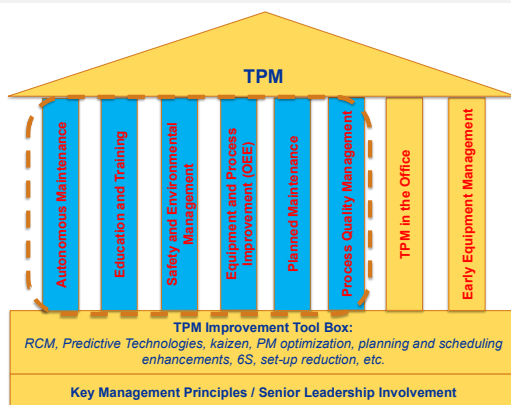 TPM
Autonomous Maintenance
Education and Training
Safety and Environmental
Management
Equipment and Process
Improvement (OEE)
Planned Maintenance
Process Quality Management
TPM in the Office
Early Equipment Management
TPM Improvement Tool Box:
RCM, Predictive Technologies, kaizen, PM optimization, planning and scheduling
enhancements, 6S, set-up reduction, etc.
Key Management Principles / Senior Leadership Involvement